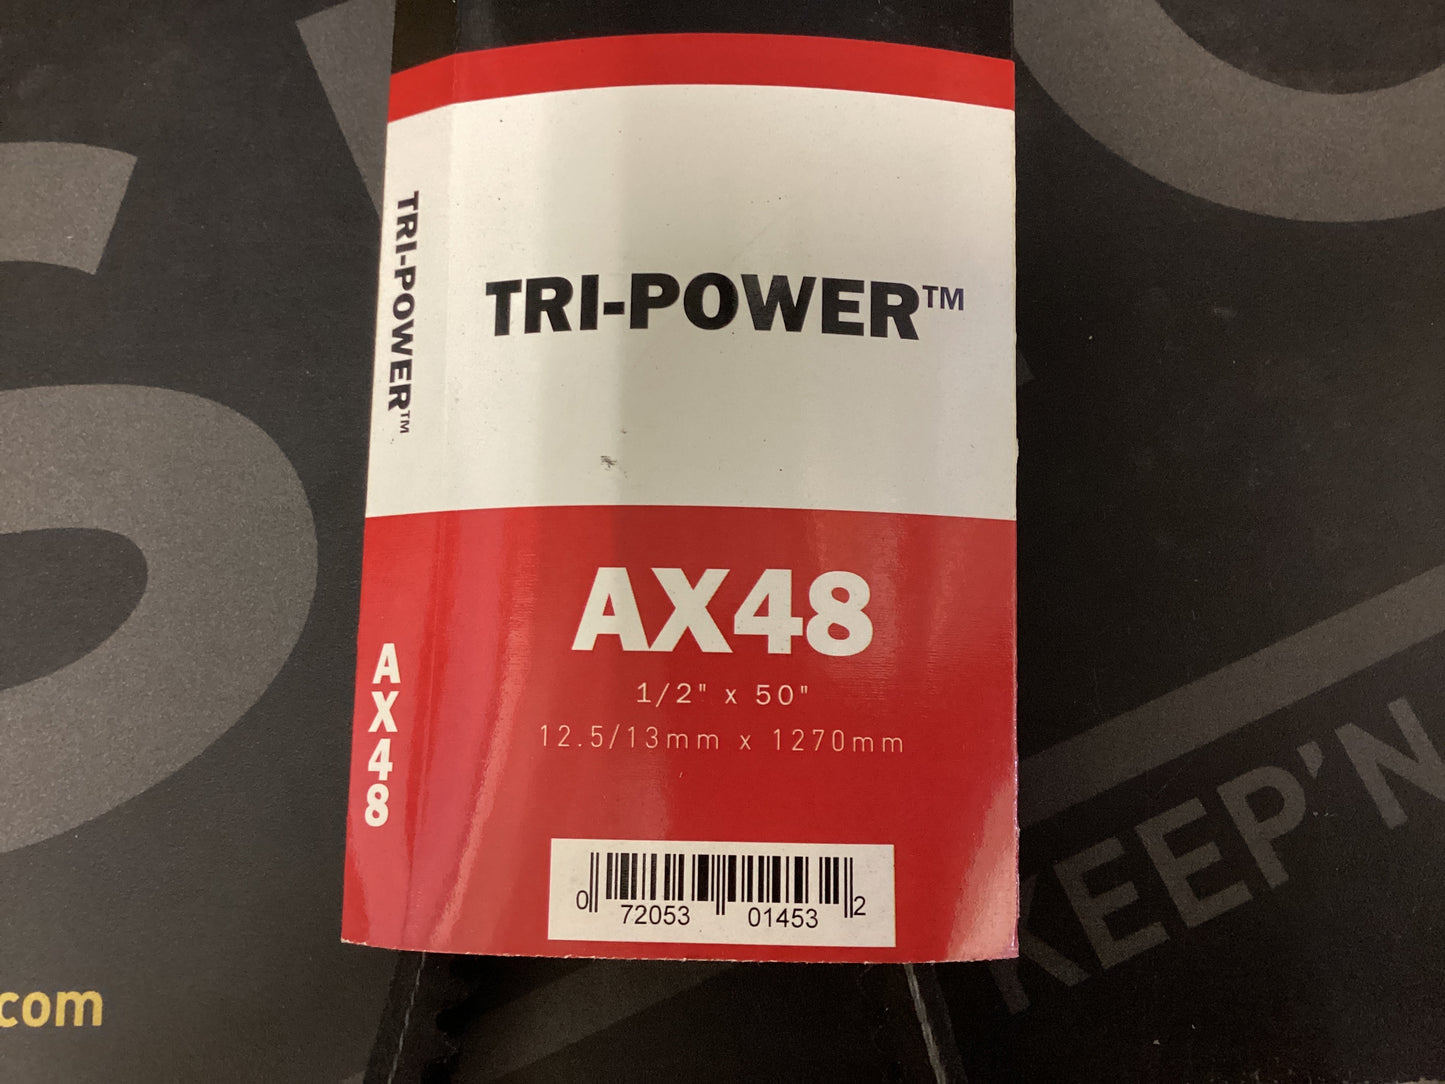 TRI-POWER™
TRI-POWER™
AX48
1/2" x 50"
12.5/13mm x 1270mm
AX48
0 72053 01453 2
.com
KEEP'N